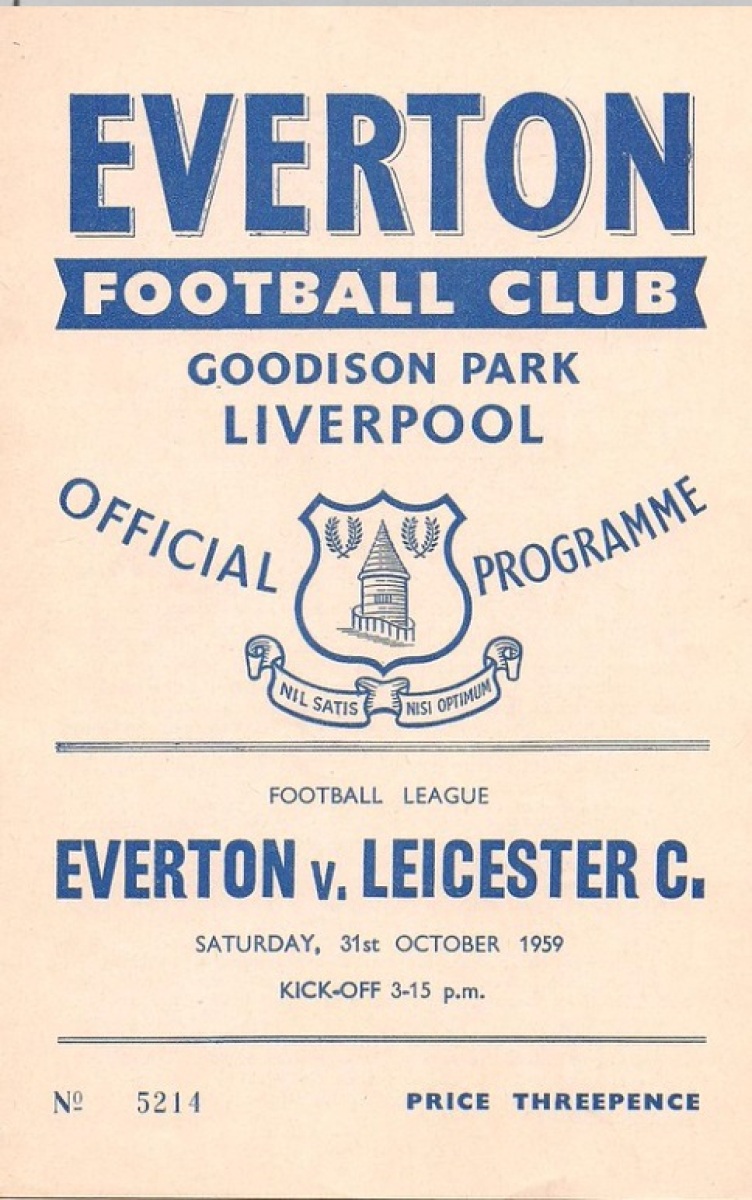 EVERTON
FOOTBALL CLUB
GOODISON PARK
LIVERPOOL
OFFICIAL PROGRAMME
NIL SATIS NISI OPTIMUM
FOOTBALL LEAGUE
EVERTON v. LEICESTER C.
SATURDAY, 31st OCTOBER 1959
KICK-OFF 3-15 p.m.
Nº 5214 PRICE THREEPENCE